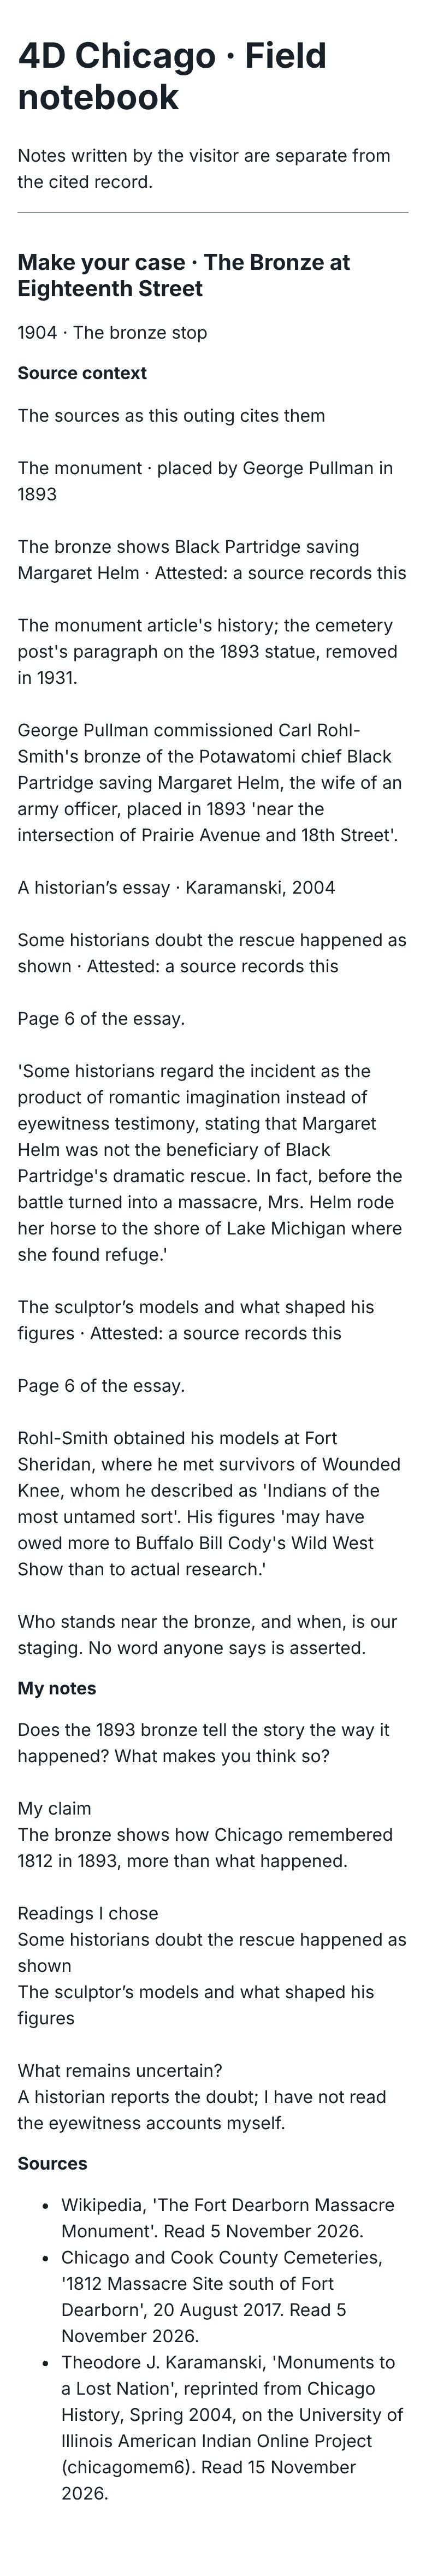 4D Chicago · Field
notebook
Notes written by the visitor are separate from
the cited record.
Make your case · The Bronze at
Eighteenth Street
1904 · The bronze stop
Source context
The sources as this outing cites them
The monument · placed by George Pullman in
1893
The bronze shows Black Partridge saving
Margaret Helm · Attested: a source records this
The monument article's history; the cemetery
post's paragraph on the 1893 statue, removed
in 1931.
George Pullman commissioned Carl Rohl-
Smith's bronze of the Potawatomi chief Black
Partridge saving Margaret Helm, the wife of an
army officer, placed in 1893 'near the
intersection of Prairie Avenue and 18th Street'.
A historian’s essay · Karamanski, 2004
Some historians doubt the rescue happened as
shown · Attested: a source records this
Page 6 of the essay.
'Some historians regard the incident as the
product of romantic imagination instead of
eyewitness testimony, stating that Margaret
Helm was not the beneficiary of Black
Partridge's dramatic rescue. In fact, before the
battle turned into a massacre, Mrs. Helm rode
her horse to the shore of Lake Michigan where
she found refuge.'
The sculptor’s models and what shaped his
figures · Attested: a source records this
Page 6 of the essay.
Rohl-Smith obtained his models at Fort
Sheridan, where he met survivors of Wounded
Knee, whom he described as 'Indians of the
most untamed sort'. His figures 'may have
owed more to Buffalo Bill Cody's Wild West
Show than to actual research.'
Who stands near the bronze, and when, is our
staging. No word anyone says is asserted.
My notes
Does the 1893 bronze tell the story the way it
happened? What makes you think so?
My claim
The bronze shows how Chicago remembered
1812 in 1893, more than what happened.
Readings I chose
Some historians doubt the rescue happened as
shown
The sculptor’s models and what shaped his
figures
What remains uncertain?
A historian reports the doubt; I have not read
the eyewitness accounts myself.
Sources
• Wikipedia, 'The Fort Dearborn Massacre
Monument'. Read 5 November 2026.
• Chicago and Cook County Cemeteries,
'1812 Massacre Site south of Fort
Dearborn', 20 August 2017. Read 5
November 2026.
• Theodore J. Karamanski, 'Monuments to
a Lost Nation', reprinted from Chicago
History, Spring 2004, on the University of
Illinois American Indian Online Project
(chicagomem6). Read 15 November
2026.